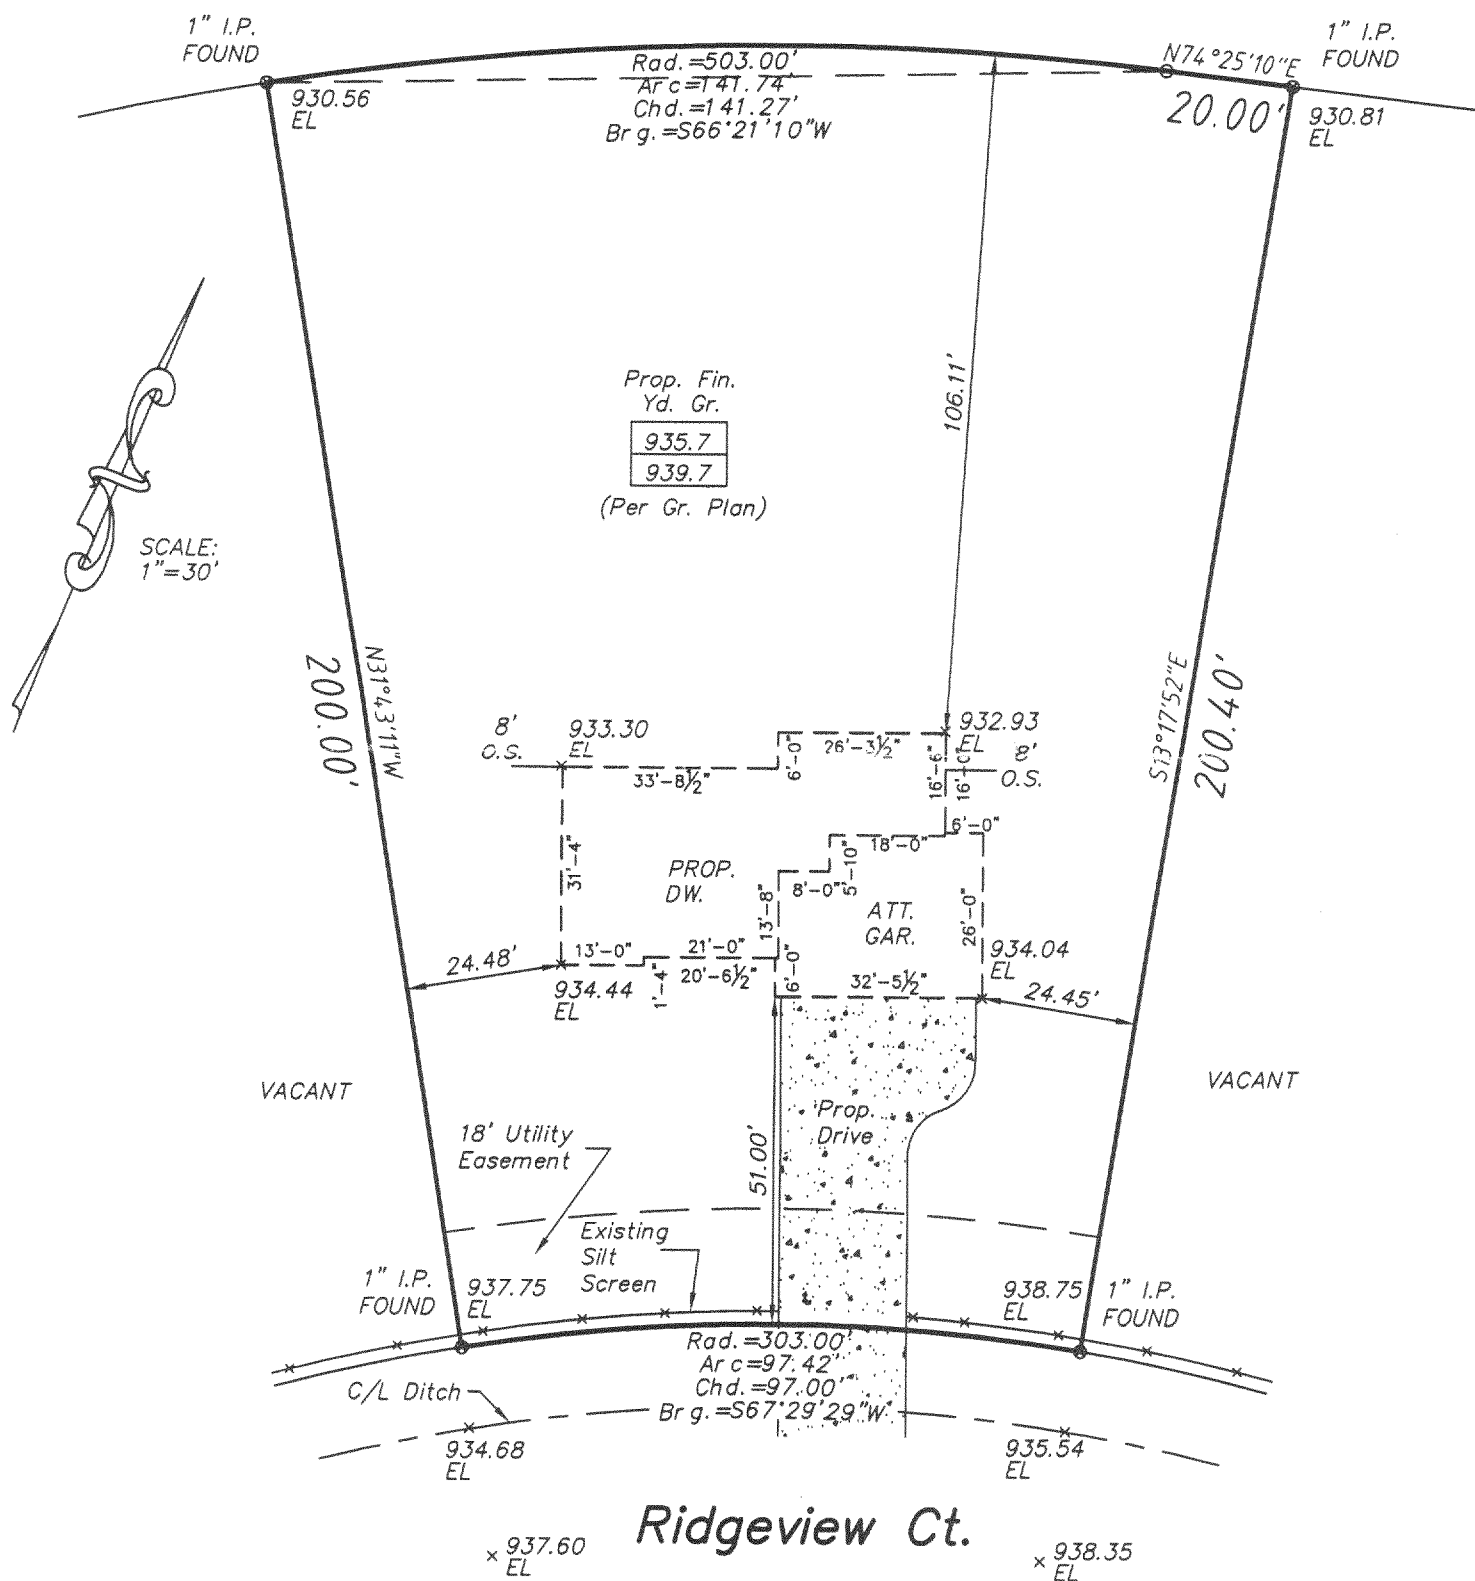 1" I.P.
FOUND
1" I.P.
FOUND
930.56
EL
Rad.=503.00'
Arc=141.74'
Chd.=141.27'
Brg.=S66°21'10"W
N74°25'10"E
20.00'
930.81
EL
106.11'
Prop. Fin.
Yd. Gr.
935.7
939.7
(Per Gr. Plan)
SCALE:
1"=30'
N31°43'11"W
200.00'
S13°17'52"E
200.40'
8'
O.S.
933.30
EL
932.93
EL
8'
O.S.
33'-8½"
6'-0"
26'-3½"
16'-6"
16'-0"
6'-0"
18'-0"
5'-10"
8'-0"
31'-4"
PROP.
DW.
13'-8"
ATT.
GAR.
26'-0"
13'-0"
21'-0"
20'-6½"
1'-4"
6'-0"
32'-5½"
24.48'
934.44
EL
934.04
EL
24.45'
VACANT
VACANT
51.00'
Prop.
Drive
18' Utility
Easement
Existing
Silt
Screen
1" I.P.
FOUND
937.75
EL
938.75
EL
1" I.P.
FOUND
Rad.=303.00'
Arc=97.42'
Chd.=97.00'
Brg.=S67°29'29"W
C/L Ditch
934.68
EL
935.54
EL
Ridgeview Ct.
937.60
EL
938.35
EL